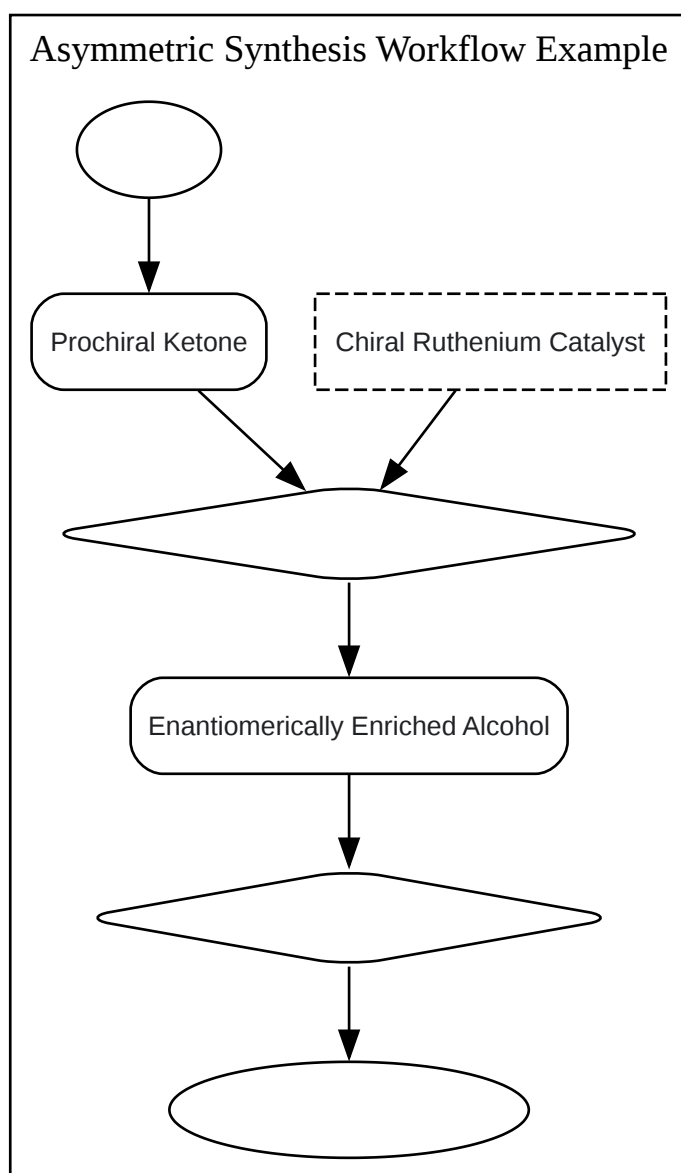 Asymmetric Synthesis Workflow Example
Prochiral Ketone
Chiral Ruthenium Catalyst
Enantiomerically Enriched Alcohol